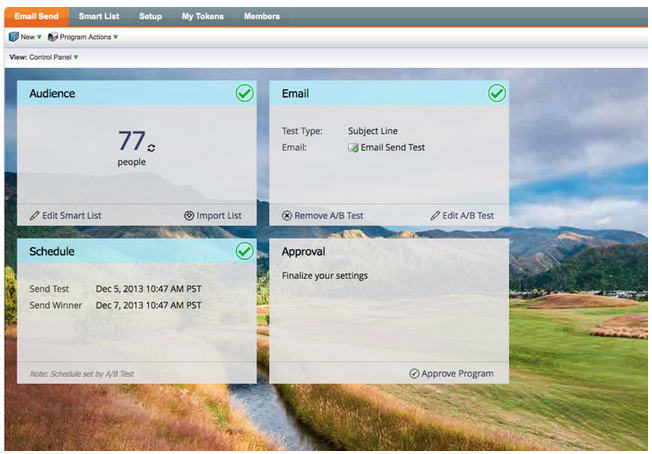 Email Send Smart List Setup My Tokens Members
New Program Actions
View: Control Panel
Audience
77
people
Edit Smart List Import List
Email
Test Type: Subject Line
Email: Email Send Test
Remove A/B Test Edit A/B Test
Schedule
Send Test Dec 5, 2013 10:47 AM PST
Send Winner Dec 7, 2013 10:47 AM PST
Note: Schedule set by A/B Test
Approval
Finalize your settings
Approve Program